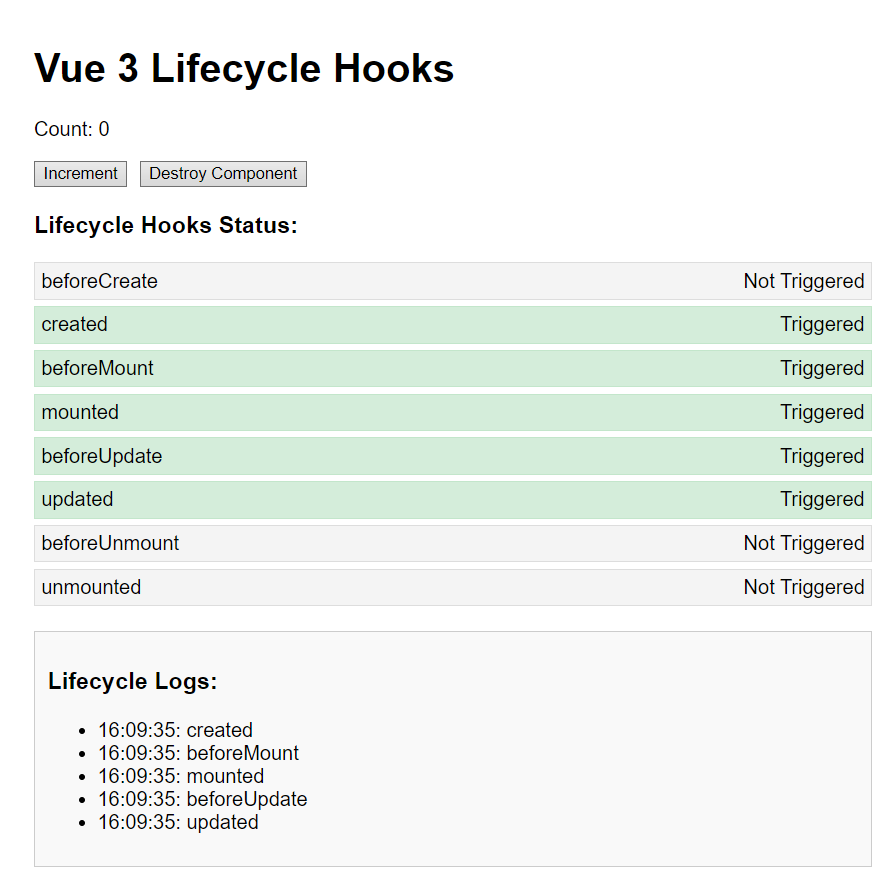 Vue 3 Lifecycle Hooks
Count: 0
Increment Destroy Component
Lifecycle Hooks Status:
beforeCreate Not Triggered
created Triggered
beforeMount Triggered
mounted Triggered
beforeUpdate Triggered
updated Triggered
beforeUnmount Not Triggered
unmounted Not Triggered
Lifecycle Logs:
• 16:09:35: created
• 16:09:35: beforeMount
• 16:09:35: mounted
• 16:09:35: beforeUpdate
• 16:09:35: updated